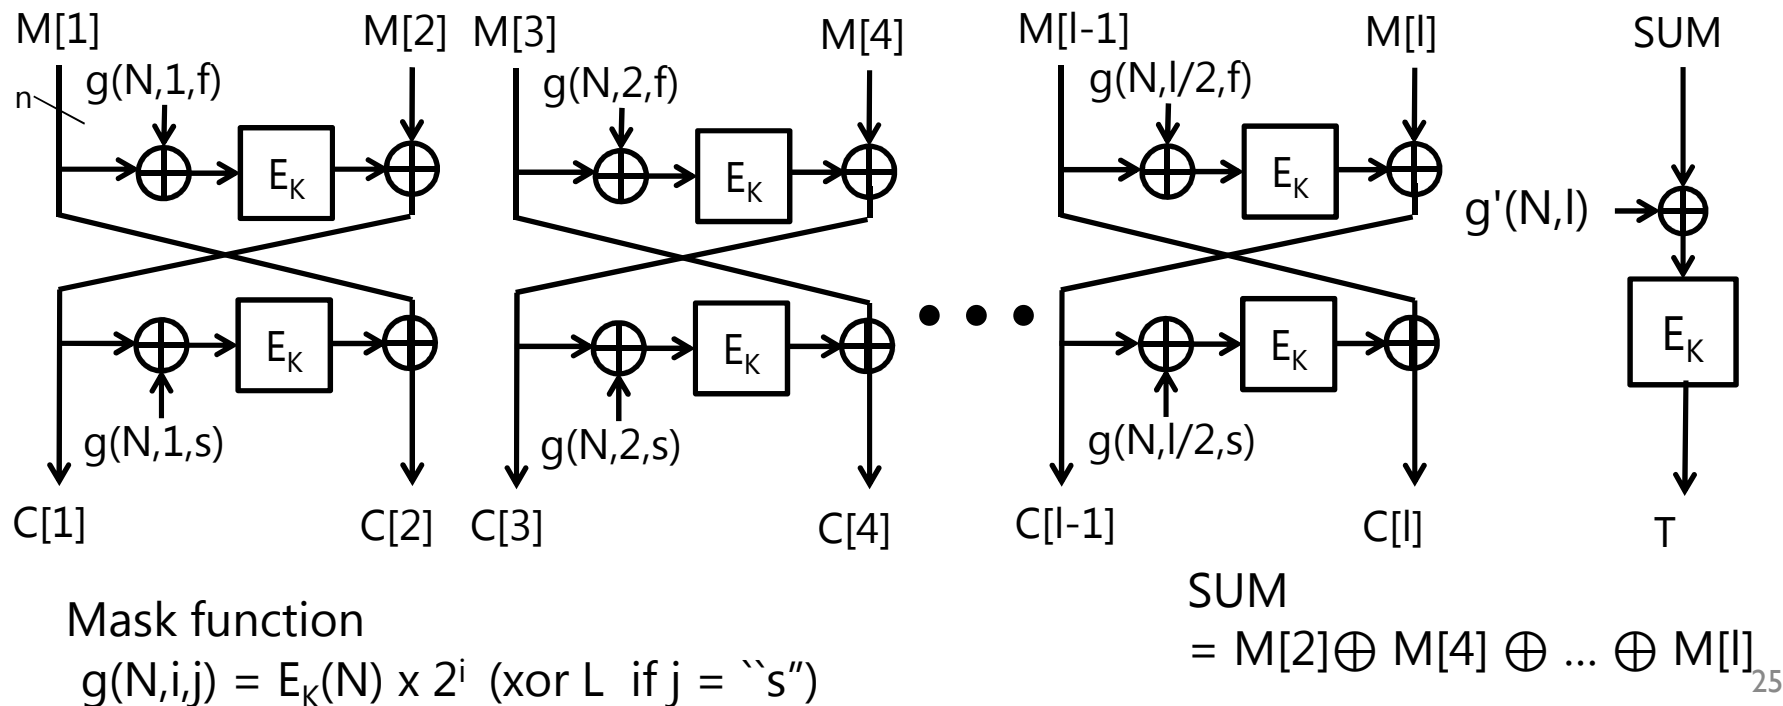 M[1] M[2] M[3] M[4] M[l-1] M[l] SUM
g(N,1,f) g(N,2,f) g(N,l/2,f)
n
E_K E_K E_K
g'(N,l)
E_K E_K E_K E_K
• • •
g(N,1,s) g(N,2,s) g(N,l/2,s)
C[1] C[2] C[3] C[4] C[l-1] C[l] T
Mask function
g(N,i,j) = E_K(N) x 2^i (xor L if j = ``s″)
SUM
= M[2]⊕ M[4] ⊕ ... ⊕ M[l]
25